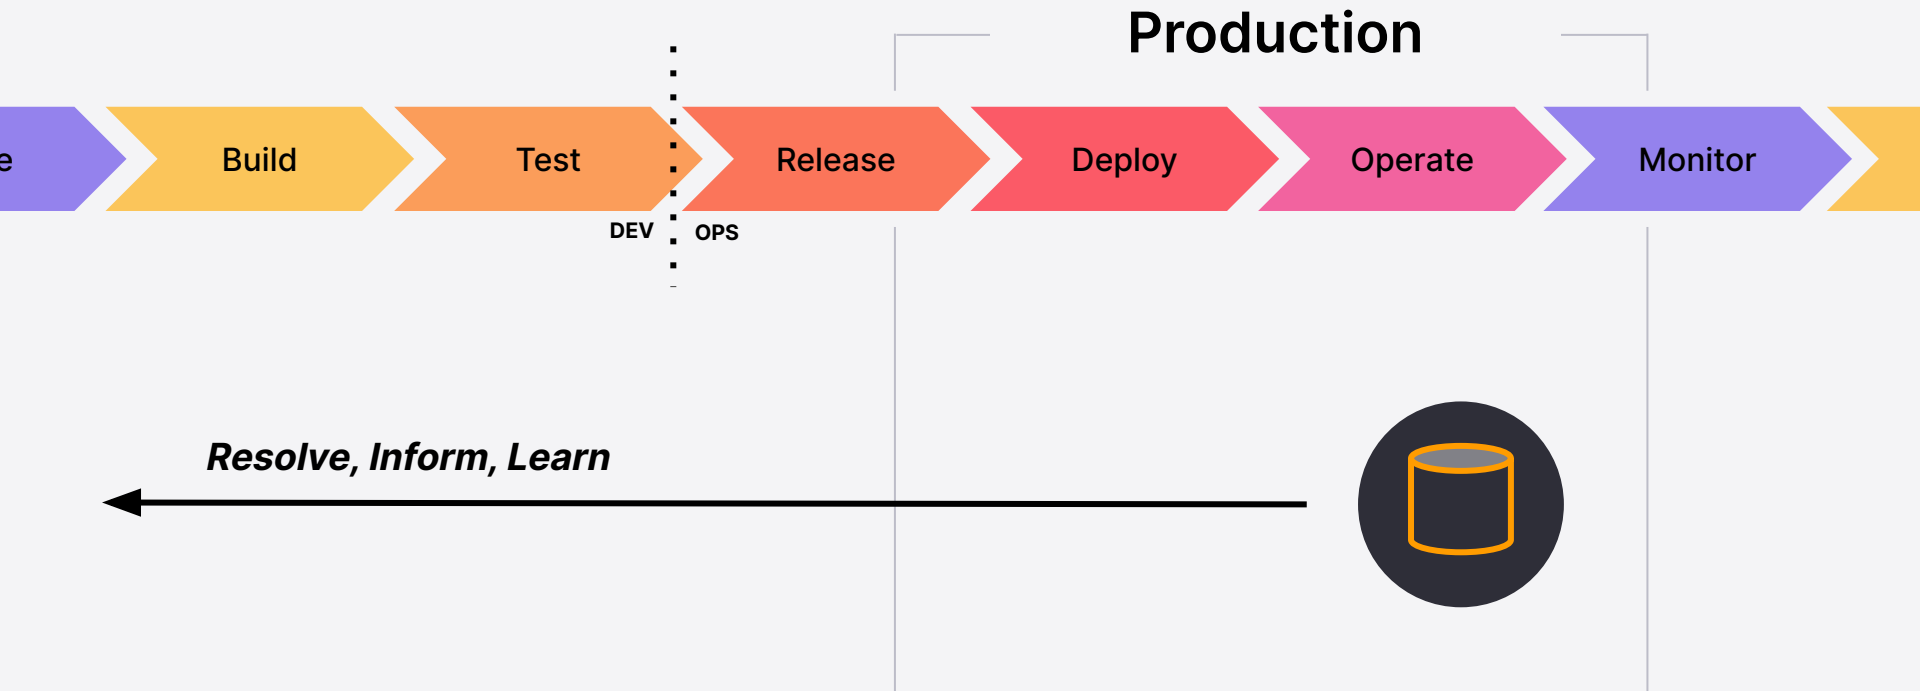 Production
e
Build
Test
Release
Deploy
Operate
Monitor
DEV
OPS
Resolve, Inform, Learn